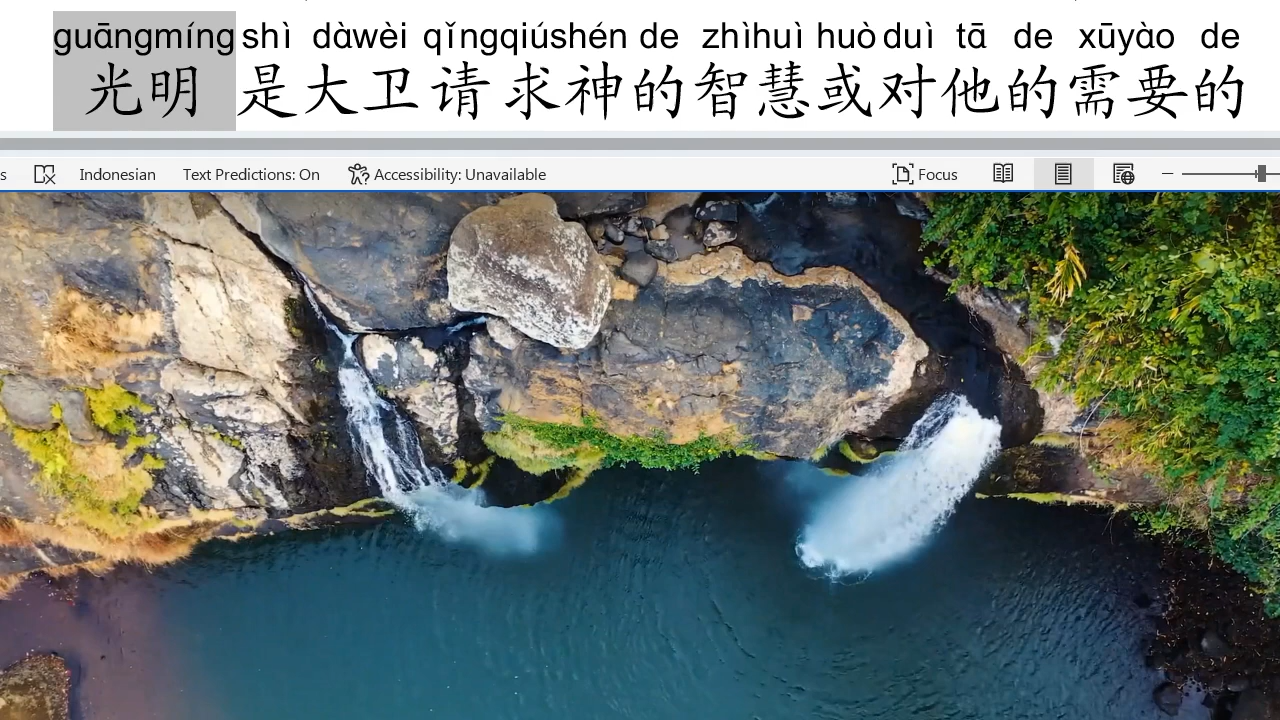 guāngmíng shì dàwèi qǐngqiúshén de zhìhuì huò duì tā de xūyào de
光明是大卫请求神的智慧或对他的需要的
s Indonesian Text Predictions: On Accessibility: Unavailable Focus